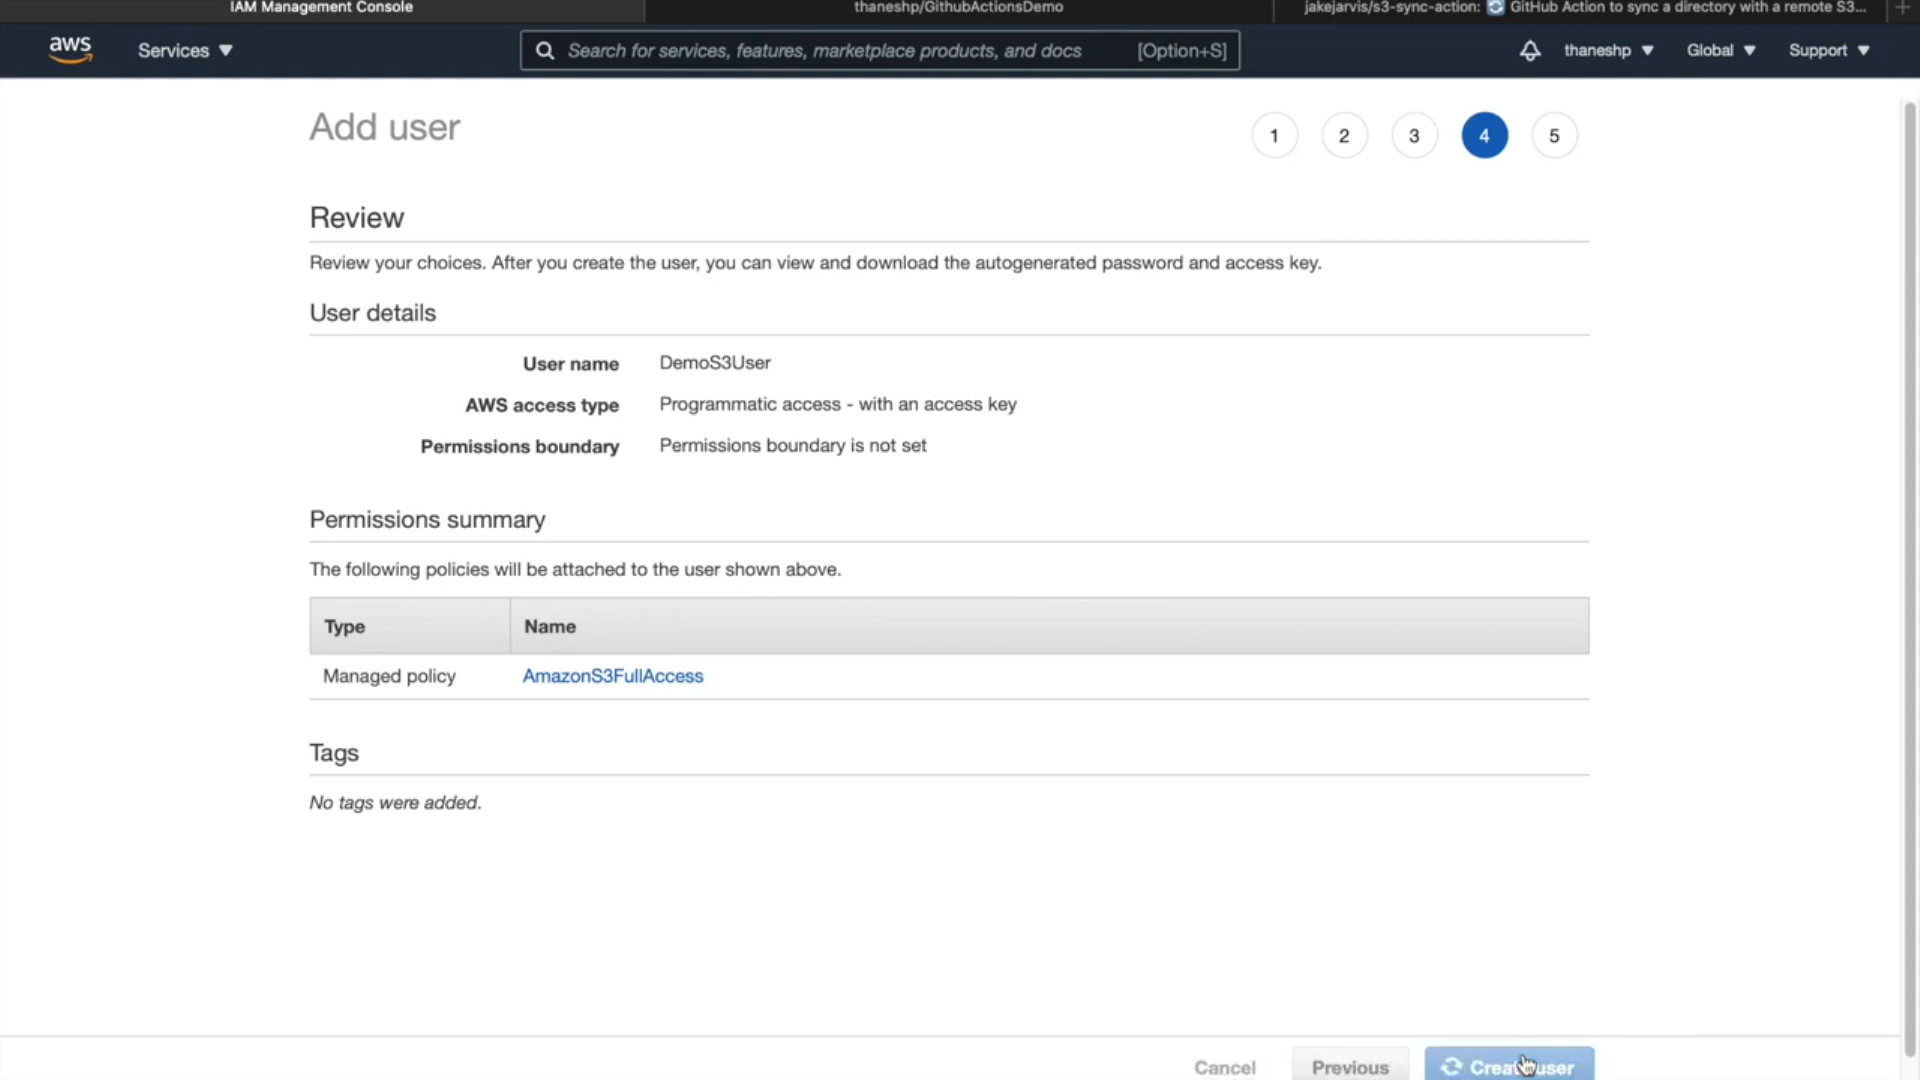 IAM Management Console
thaneshp/GithubActionsDemo
jakejarvis/s3-sync-action: GitHub Action to sync a directory with a remote S3...
aws
Services
Search for services, features, marketplace products, and docs
[Option+S]
thaneshp
Global
Support
Add user
1
2
3
4
5
Review
Review your choices. After you create the user, you can view and download the autogenerated password and access key.
User details
User name DemoS3User
AWS access type Programmatic access - with an access key
Permissions boundary Permissions boundary is not set
Permissions summary
The following policies will be attached to the user shown above.
Type Name
Managed policy AmazonS3FullAccess
Tags
No tags were added.
Cancel
Previous
Create user